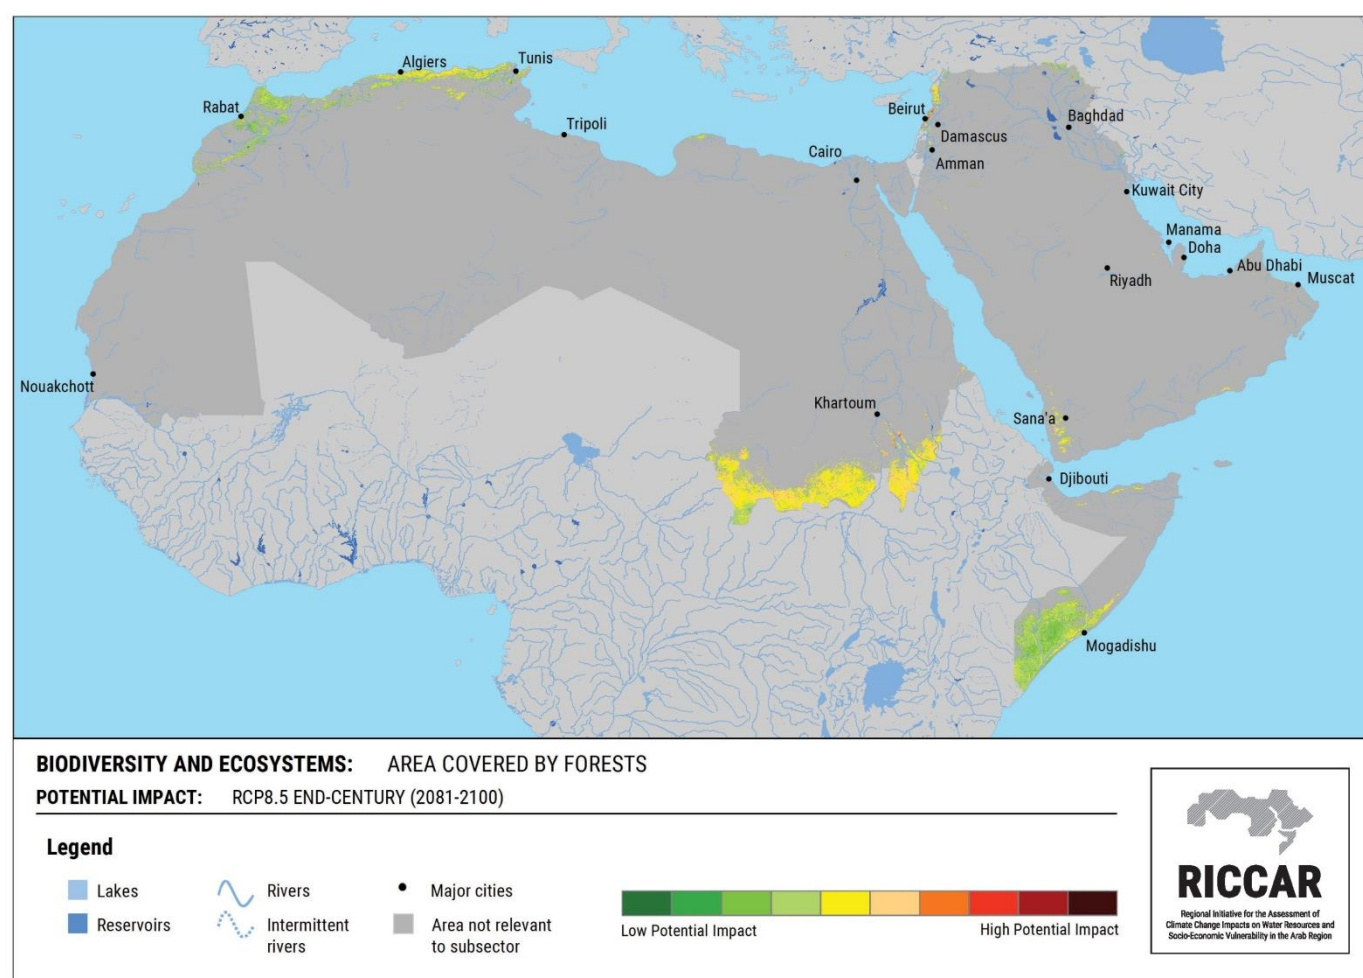 Algiers
Tunis
Rabat
Tripoli
Beirut
Damascus
Baghdad
Cairo
Amman
Kuwait City
Manama
Doha
Abu Dhabi
Riyadh
Muscat
Nouakchott
Khartoum
Sana'a
Djibouti
Mogadishu
BIODIVERSITY AND ECOSYSTEMS: AREA COVERED BY FORESTS
POTENTIAL IMPACT: RCP8.5 END-CENTURY (2081-2100)
Legend
Lakes
Reservoirs
Rivers
Intermittent
rivers
Major cities
Area not relevant
to subsector
Low Potential Impact
High Potential Impact
RICCAR
Regional Initiative for the Assessment of
Climate Change Impacts on Water Resources and
Socio-Economic Vulnerability in the Arab Region